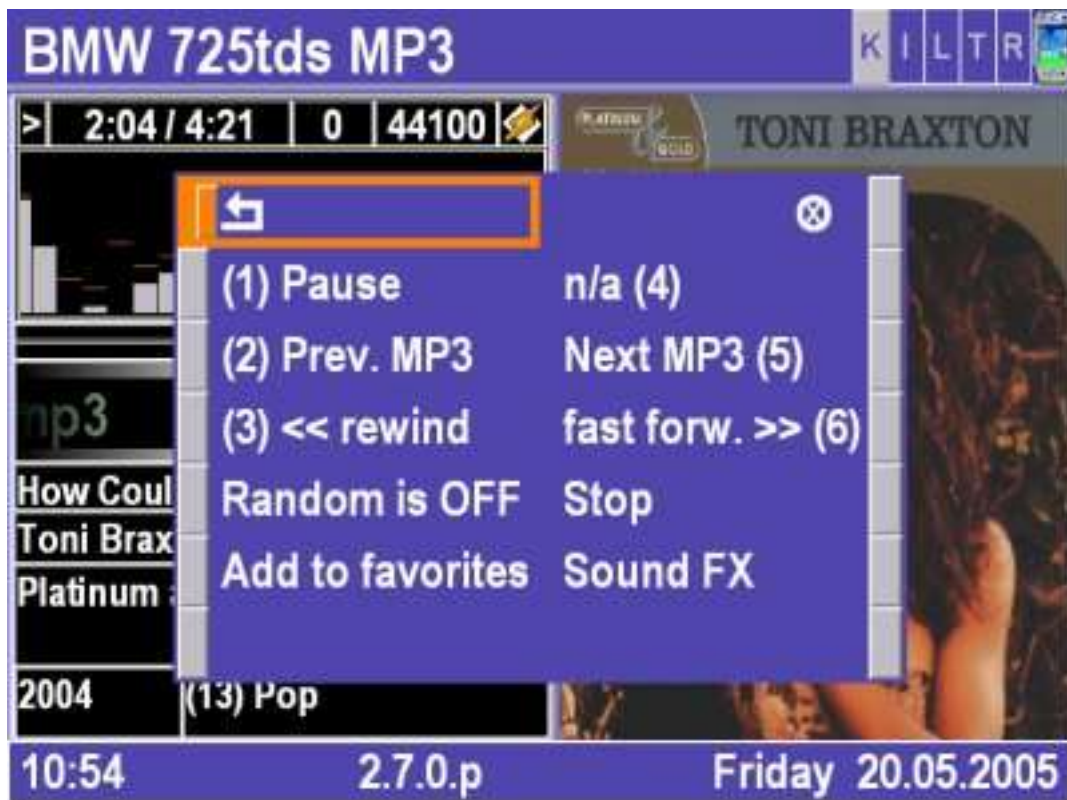 BMW 725tds MP3
K I L T R
> 2:04 / 4:21 0 44100
PLATINUM & GOLD
TONI BRAXTON
(1) Pause n/a (4)
(2) Prev. MP3 Next MP3 (5)
mp3
(3) << rewind fast forw. >> (6)
How Coul
Random is OFF Stop
Toni Brax
Add to favorites Sound FX
Platinum
2004 (13) Pop
10:54 2.7.0.p Friday 20.05.2005